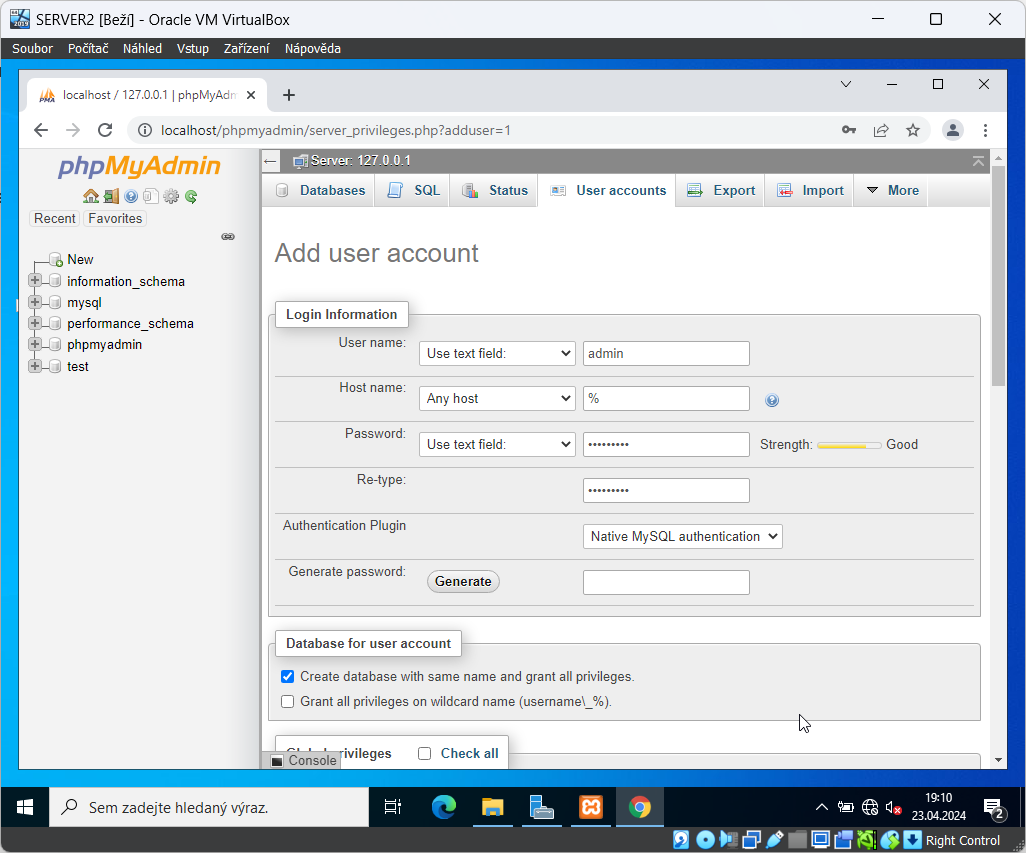 SERVER2 [Beží] - Oracle VM VirtualBox
Soubor Počítač Náhled Vstup Zařízení Nápověda
localhost / 127.0.0.1 | phpMyAdm
localhost/phpmyadmin/server_privileges.php?adduser=1
phpMyAdmin
Recent Favorites
New
information_schema
mysql
performance_schema
phpmyadmin
test
Server: 127.0.0.1
Databases SQL Status User accounts Export Import More
Add user account
Login Information
User name: Use text field: admin
Host name: Any host %
Password: Use text field: ••••••••• Strength: Good
Re-type: •••••••••
Authentication Plugin Native MySQL authentication
Generate password: Generate
Database for user account
Create database with same name and grant all privileges.
Grant all privileges on wildcard name (username\_%).
Global privileges Check all
Console
Sem zadejte hledaný výraz.
19:10
23.04.2024
2
Right Control